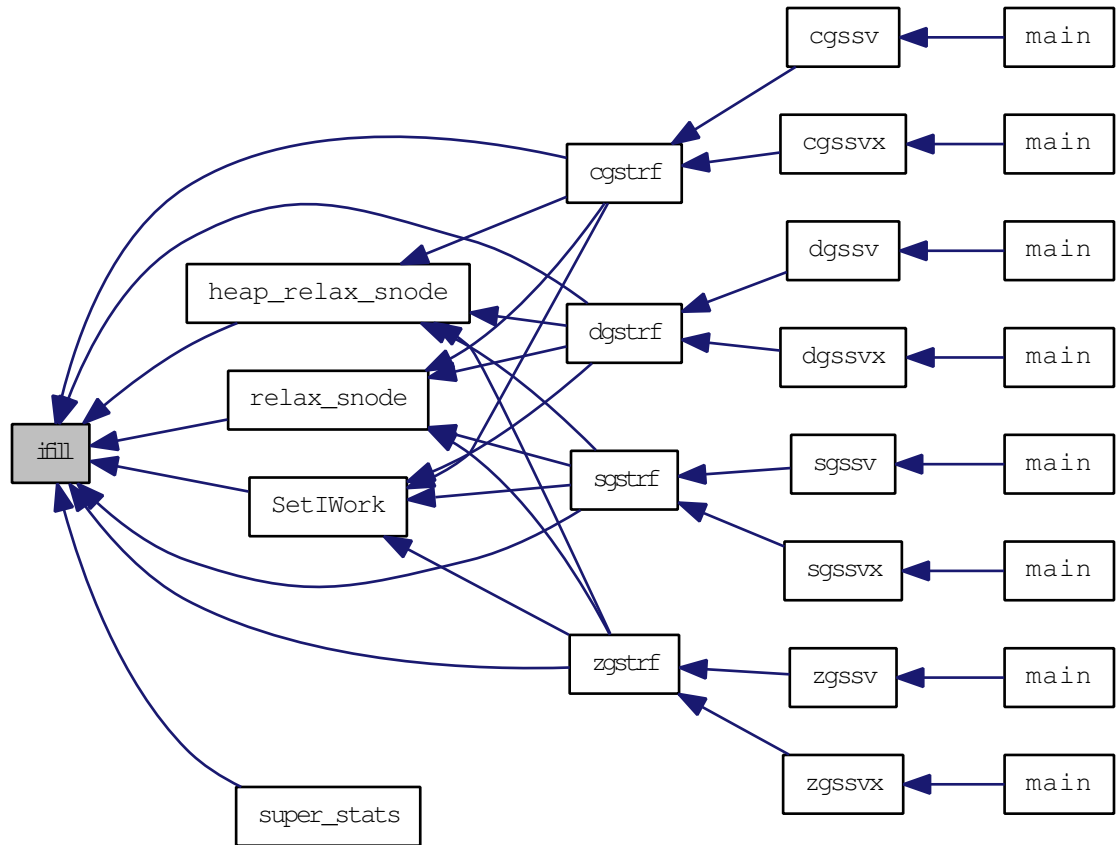 cgssv
main
cgssvx
main
cgstrf
dgssv
main
heap_relax_snode
dgstrf
dgssvx
main
relax_snode
ifill
sgssv
main
SetIWork
sgstrf
sgssvx
main
zgstrf
zgssv
main
zgssvx
main
super_stats